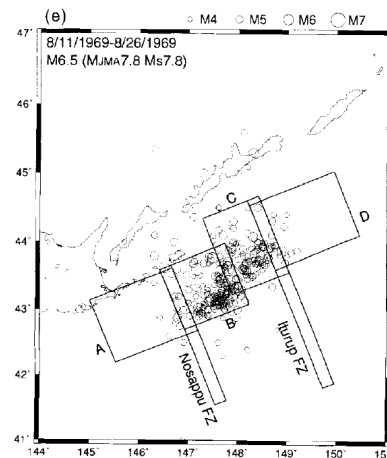 (e)
M4 M5 M6 M7
8/11/1969-8/26/1969
M6.5 (MJMA7.8 MS7.8)
47°
46°
45°
44°
43°
42°
41°
144° 145° 146° 147° 148° 149° 150°
A
B
C
D
Nosappu FZ
Iturup FZ